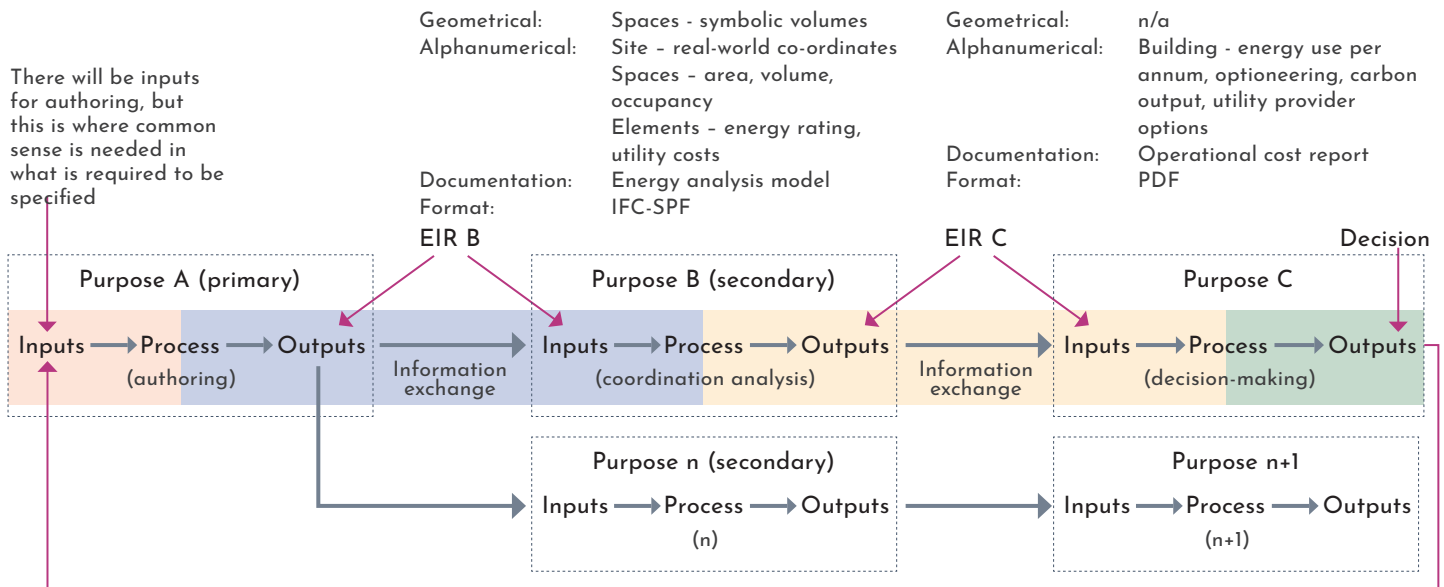 There will be inputs
for authoring, but
this is where common
sense is needed in
what is required to be
specified
Geometrical: Spaces - symbolic volumes
Alphanumerical: Site – real-world co-ordinates
Spaces – area, volume,
occupancy
Elements – energy rating,
utility costs
Documentation: Energy analysis model
Format: IFC-SPF
EIR B
Geometrical: n/a
Alphanumerical: Building - energy use per
annum, optioneering, carbon
output, utility provider
options
Documentation: Operational cost report
Format: PDF
EIR C
Decision
Purpose A (primary)
Inputs Process Outputs
(authoring)
Information
exchange
Purpose B (secondary)
Inputs Process Outputs
(coordination analysis)
Information
exchange
Purpose C
Inputs Process Outputs
(decision-making)
Purpose n (secondary)
Inputs Process Outputs
(n)
Purpose n+1
Inputs Process Outputs
(n+1)